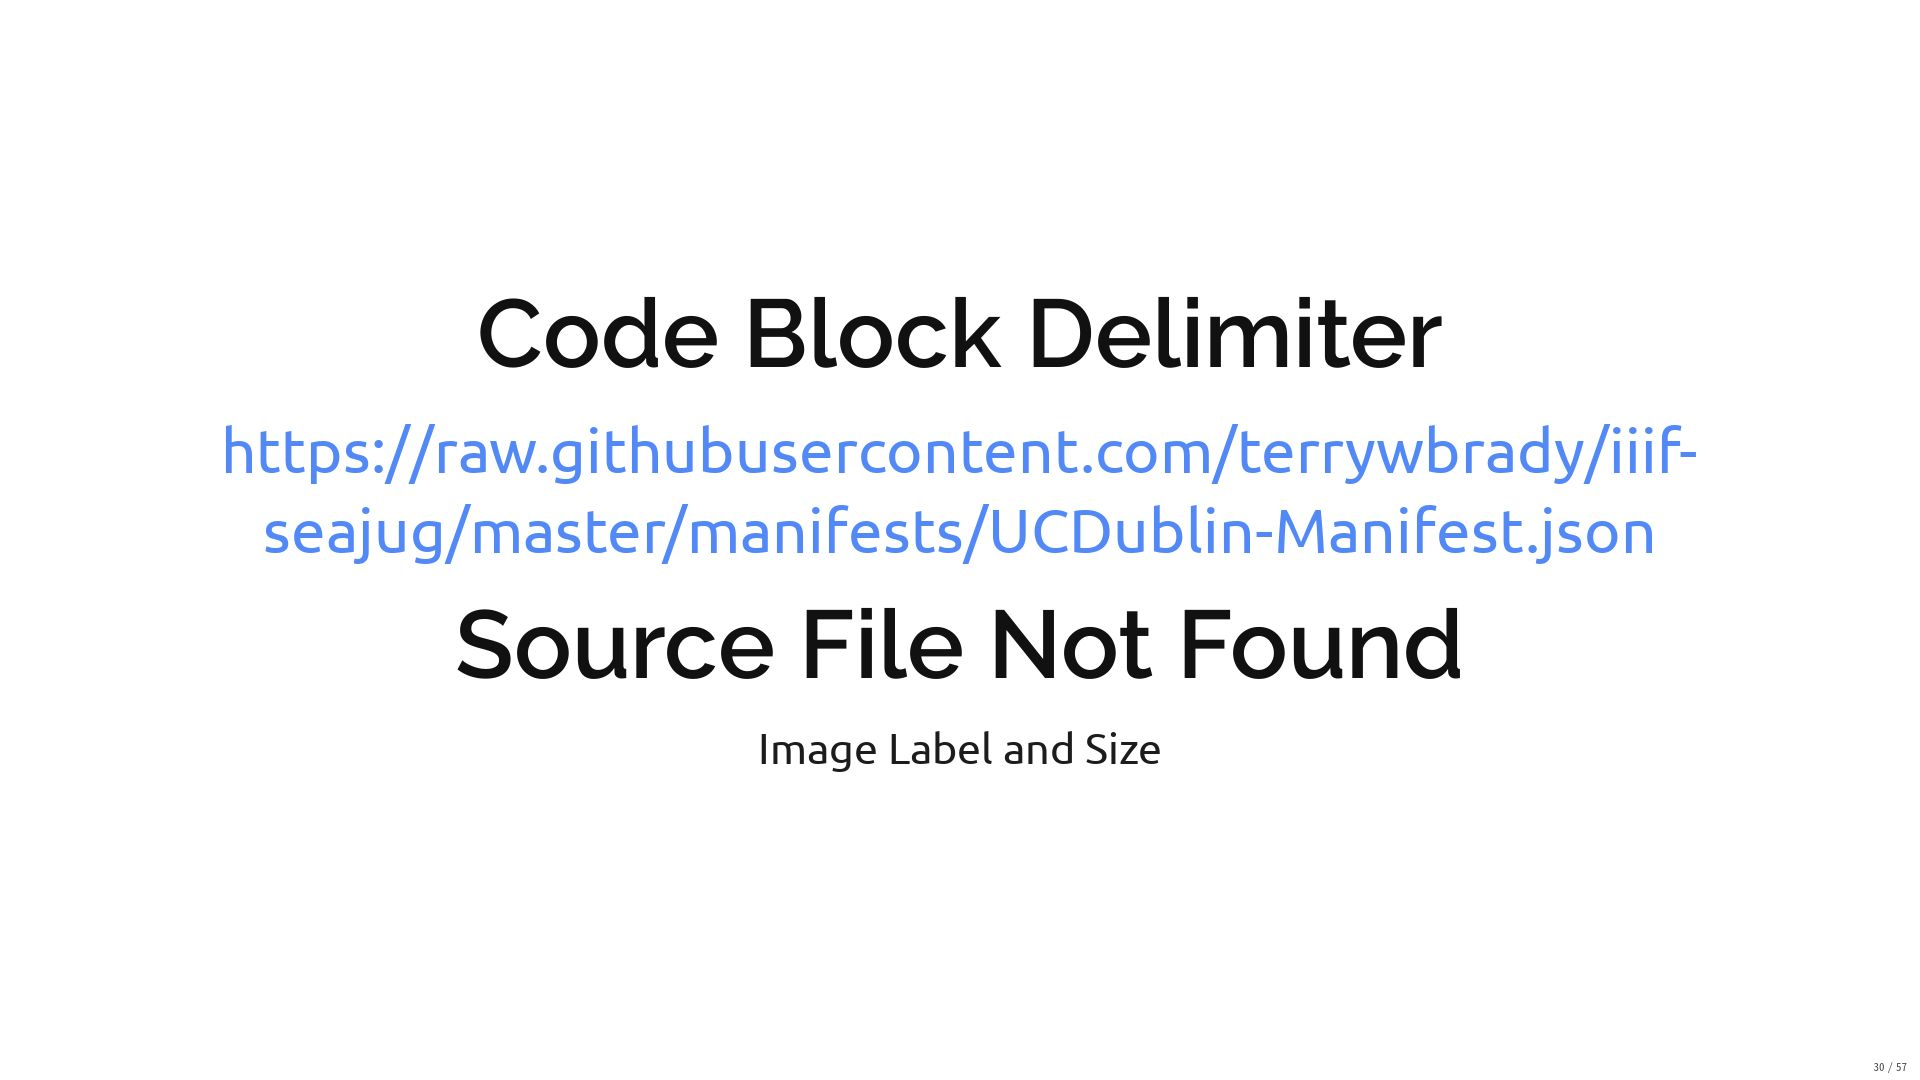 Code Block Delimiter
https://raw.githubusercontent.com/terrywbrady/iiif-
seajug/master/manifests/UCDublin-Manifest.json
Source File Not Found
Image Label and Size
30 / 57